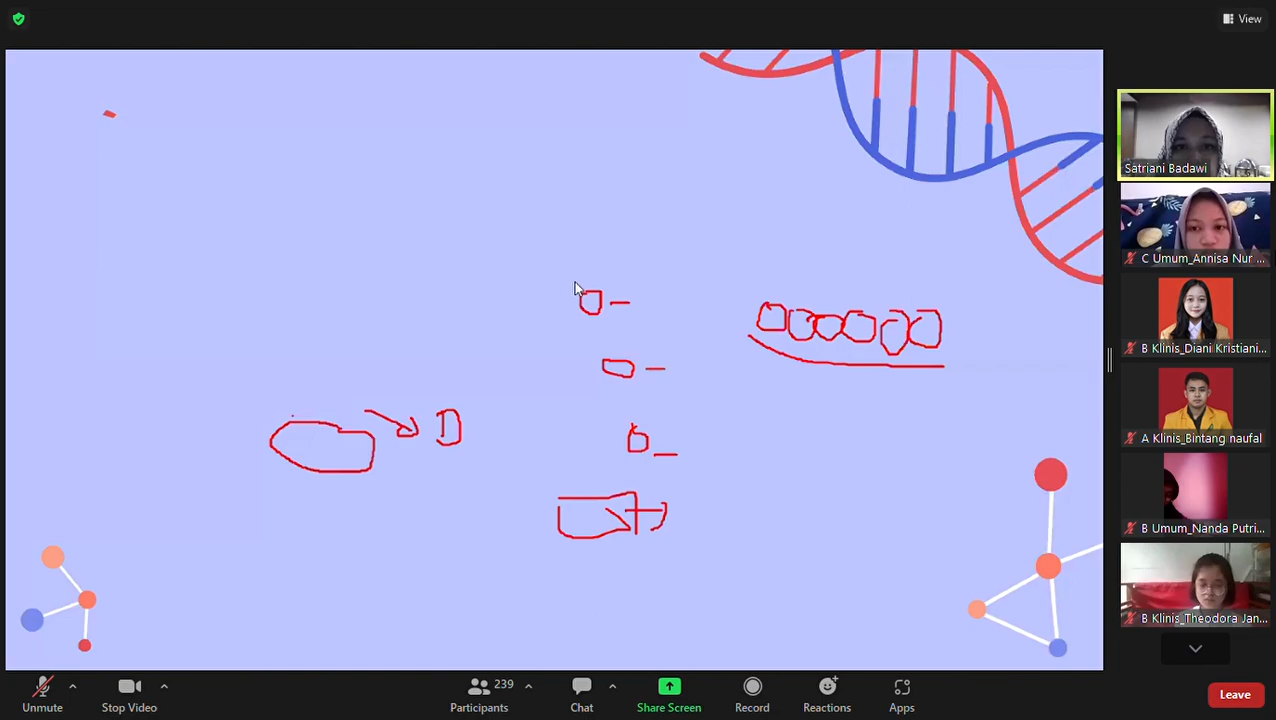 View
D
Satriani Badawi
C Umum_Annisa Nur ...
B Klinis_Diani Kristiani...
A Klinis_Bintang naufal
B Umum_Nanda Putri...
B Klinis_Theodora Jan...
Unmute
Stop Video
239
Participants
Chat
Share Screen
Record
Reactions
Apps
Leave